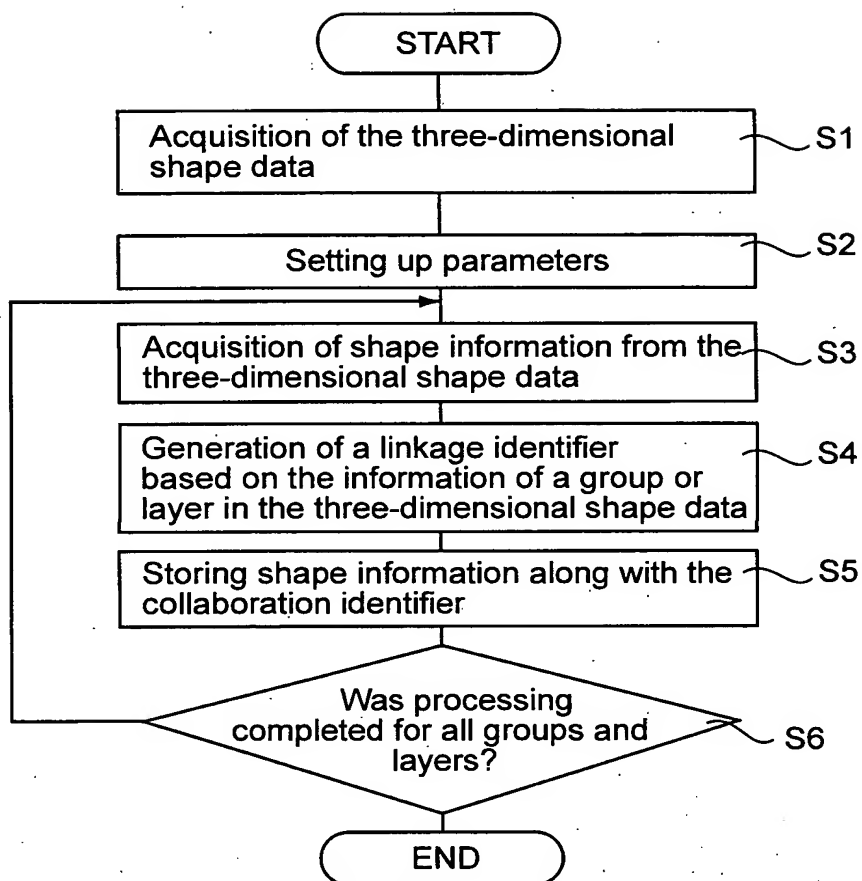 START
Acquisition of the three-dimensional
shape data
S1
Setting up parameters
S2
Acquisition of shape information from the
three-dimensional shape data
S3
Generation of a linkage identifier
based on the information of a group or
layer in the three-dimensional shape data
S4
Storing shape information along with the
collaboration identifier
S5
Was processing
completed for all groups and
layers?
S6
END